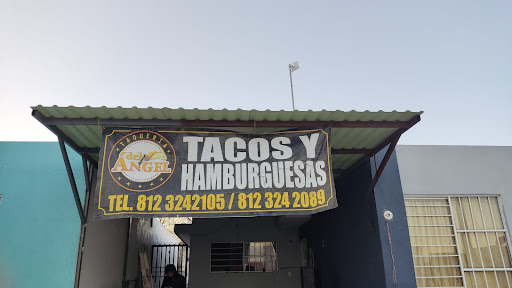 TAQUERIA
del
ANGEL
TACOS Y
HAMBURGUESAS
TEL. 812 3242105 / 812 324 2089